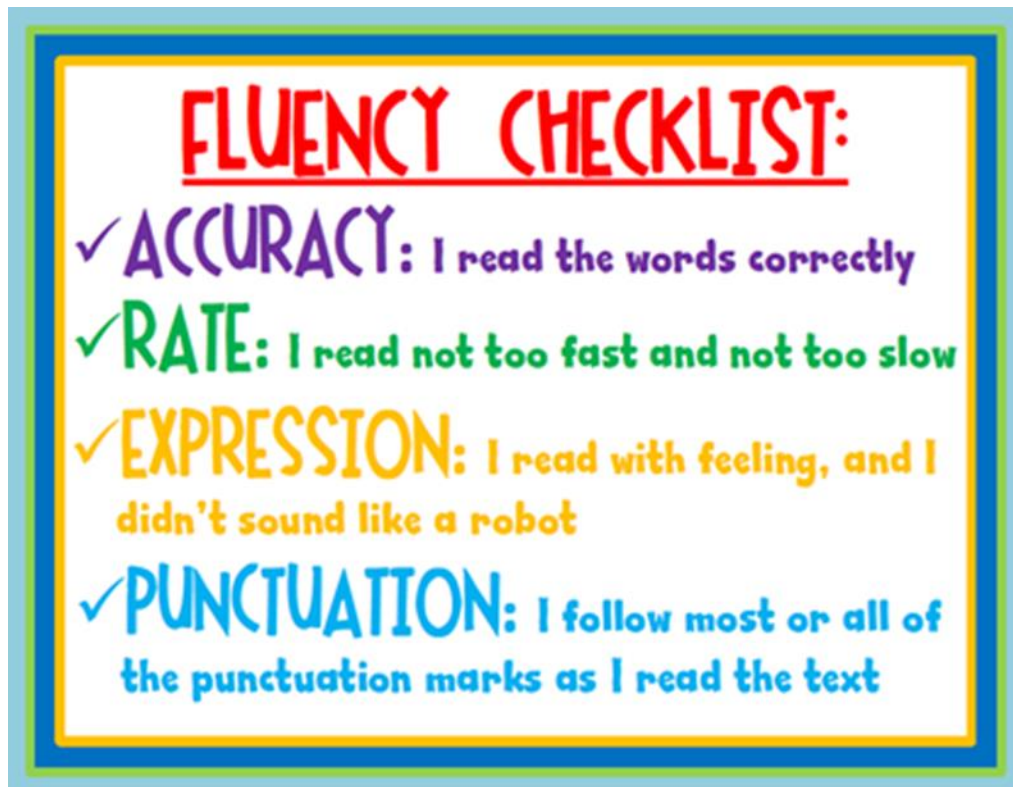 FLUENCY CHECKLIST:
✓ACCURACY: I read the words correctly
✓RATE: I read not too fast and not too slow
✓EXPRESSION: I read with feeling, and I
didn't sound like a robot
✓PUNCTUATION: I follow most or all of
the punctuation marks as I read the text